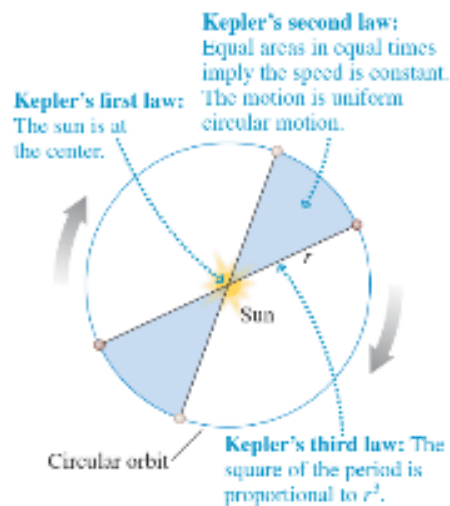 Kepler's second law:
Equal areas in equal times
imply the speed is constant.
The motion is uniform
circular motion.
Kepler's first law:
The sun is at
the center.
r
Sun
Circular orbit
Kepler's third law: The
square of the period is
proportional to r³.